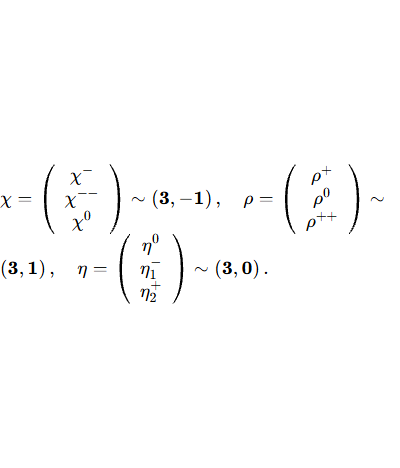 χ = ( χ⁻ χ⁻⁻ χ⁰ ) ∼ (3, −1) ,   ρ = ( ρ⁺ ρ⁰ ρ⁺⁺ ) ∼
(3, 1) ,   η = ( η⁰ η₁⁻ η₂⁺ ) ∼ (3, 0) .